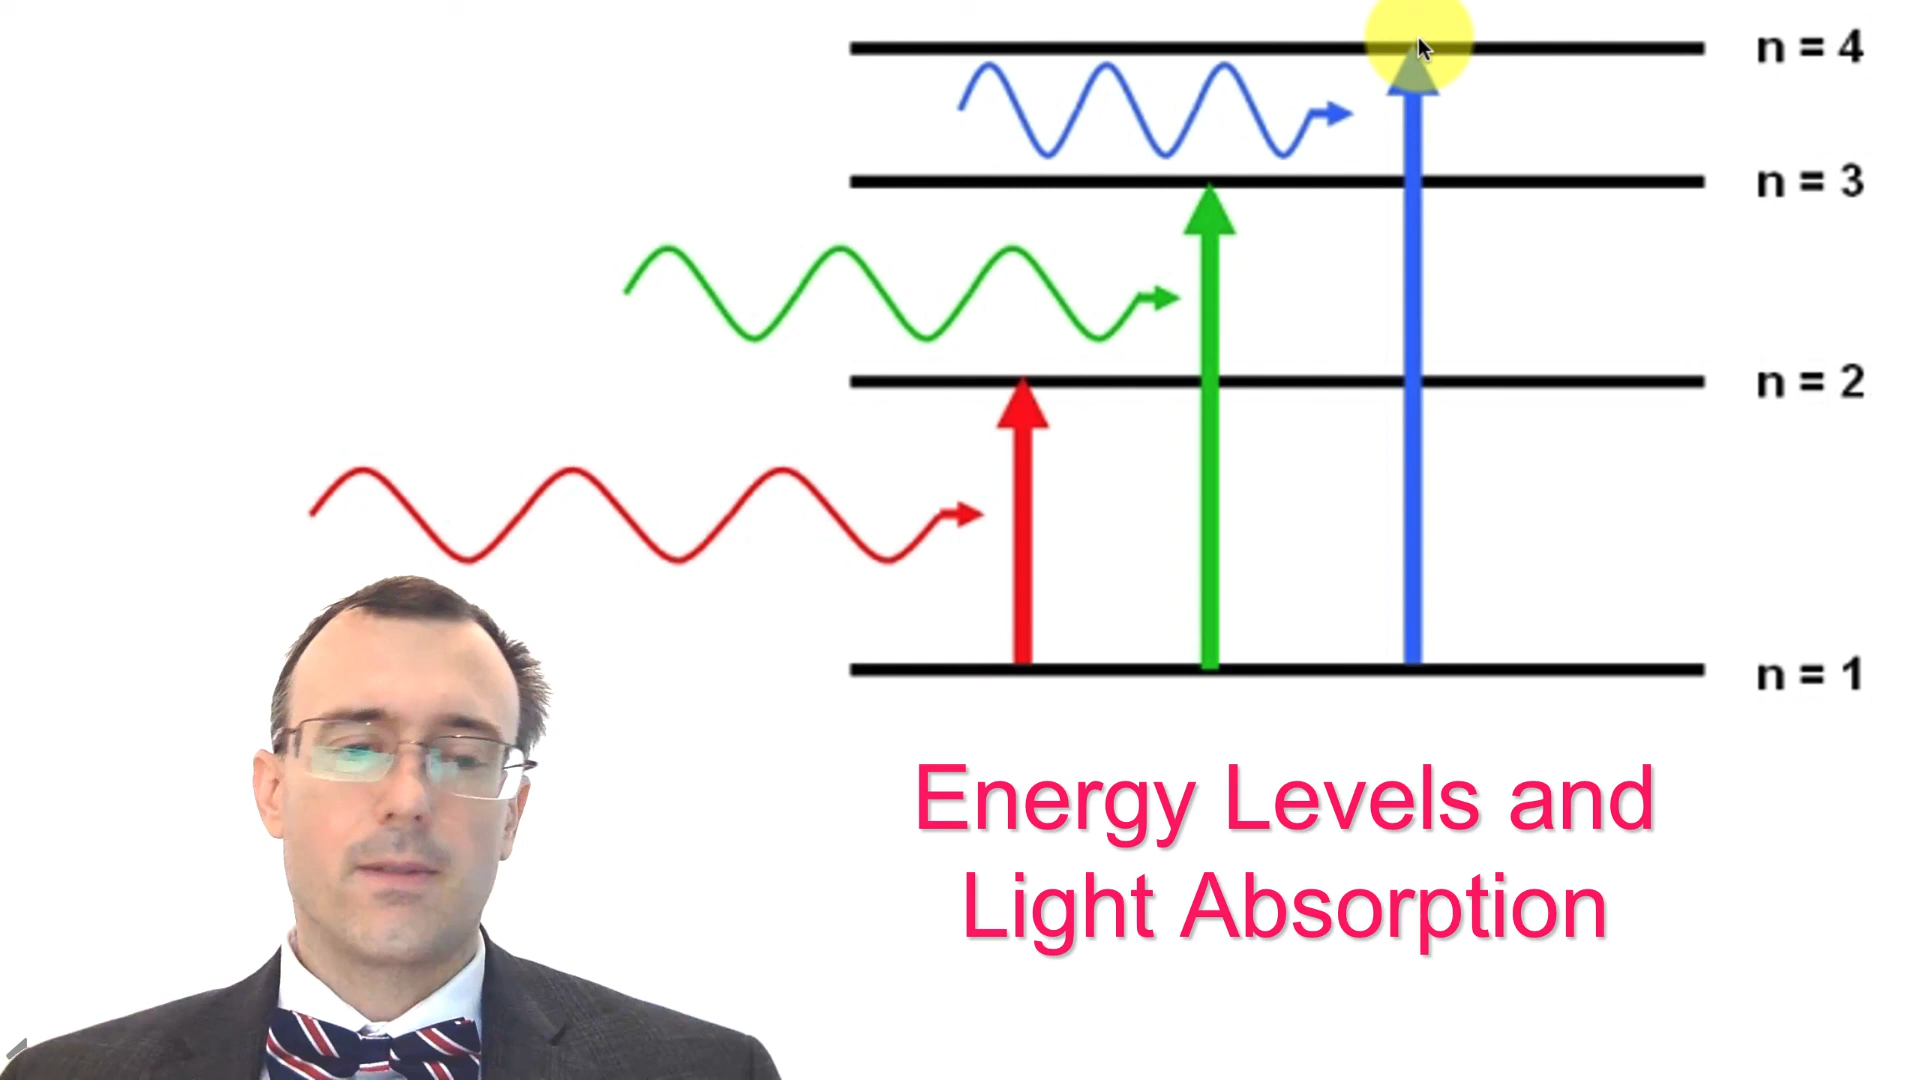 n = 4
n = 3
n = 2
n = 1
Energy Levels and
Light Absorption